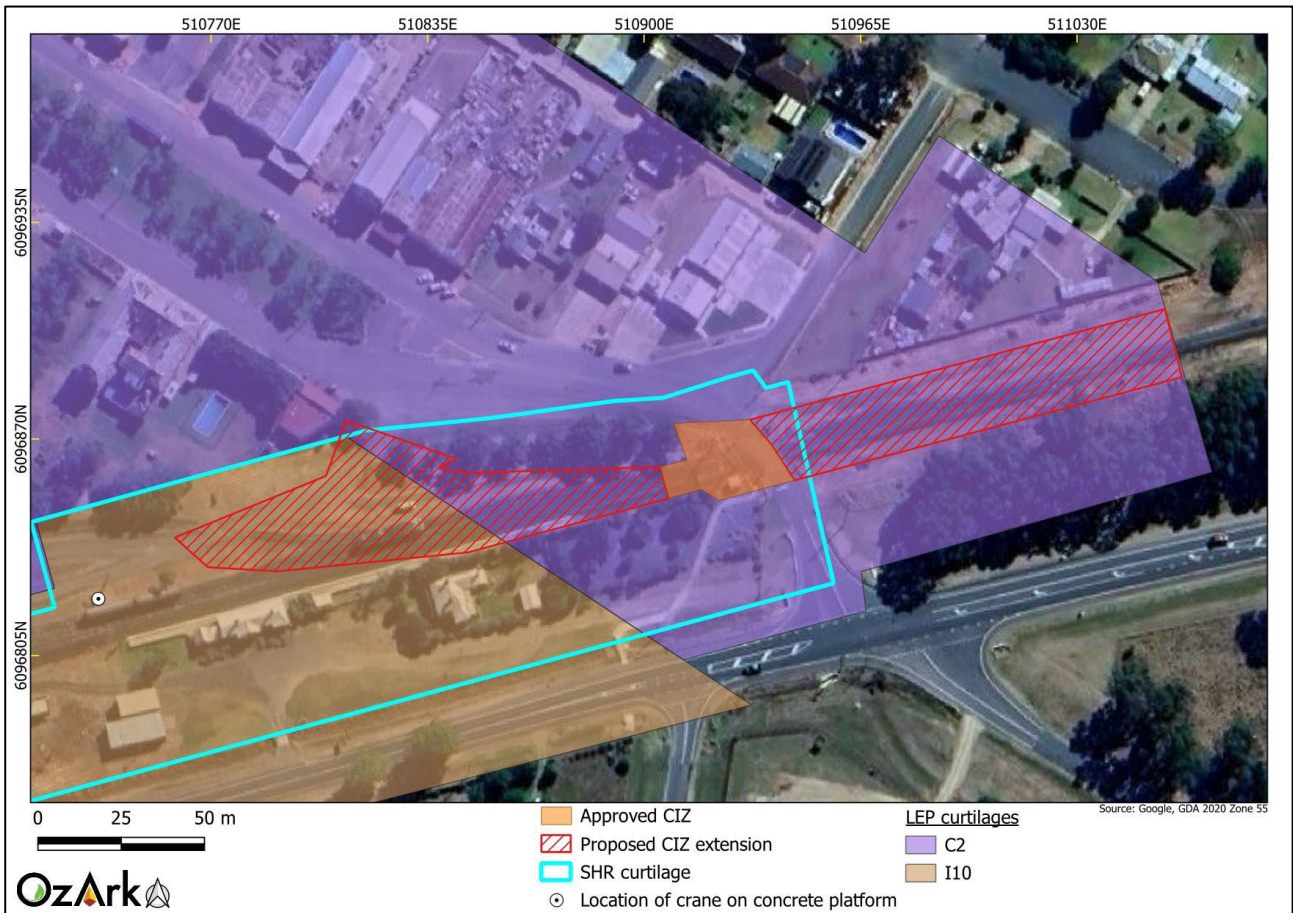 510770E 510835E 510900E 510965E 511030E
6096935N
6096870N
6096805N
Source: Google, GDA 2020 Zone 55
0 25 50 m
Approved CIZ
Proposed CIZ extension
SHR curtilage
Location of crane on concrete platform
LEP curtilages
C2
I10
OzArk